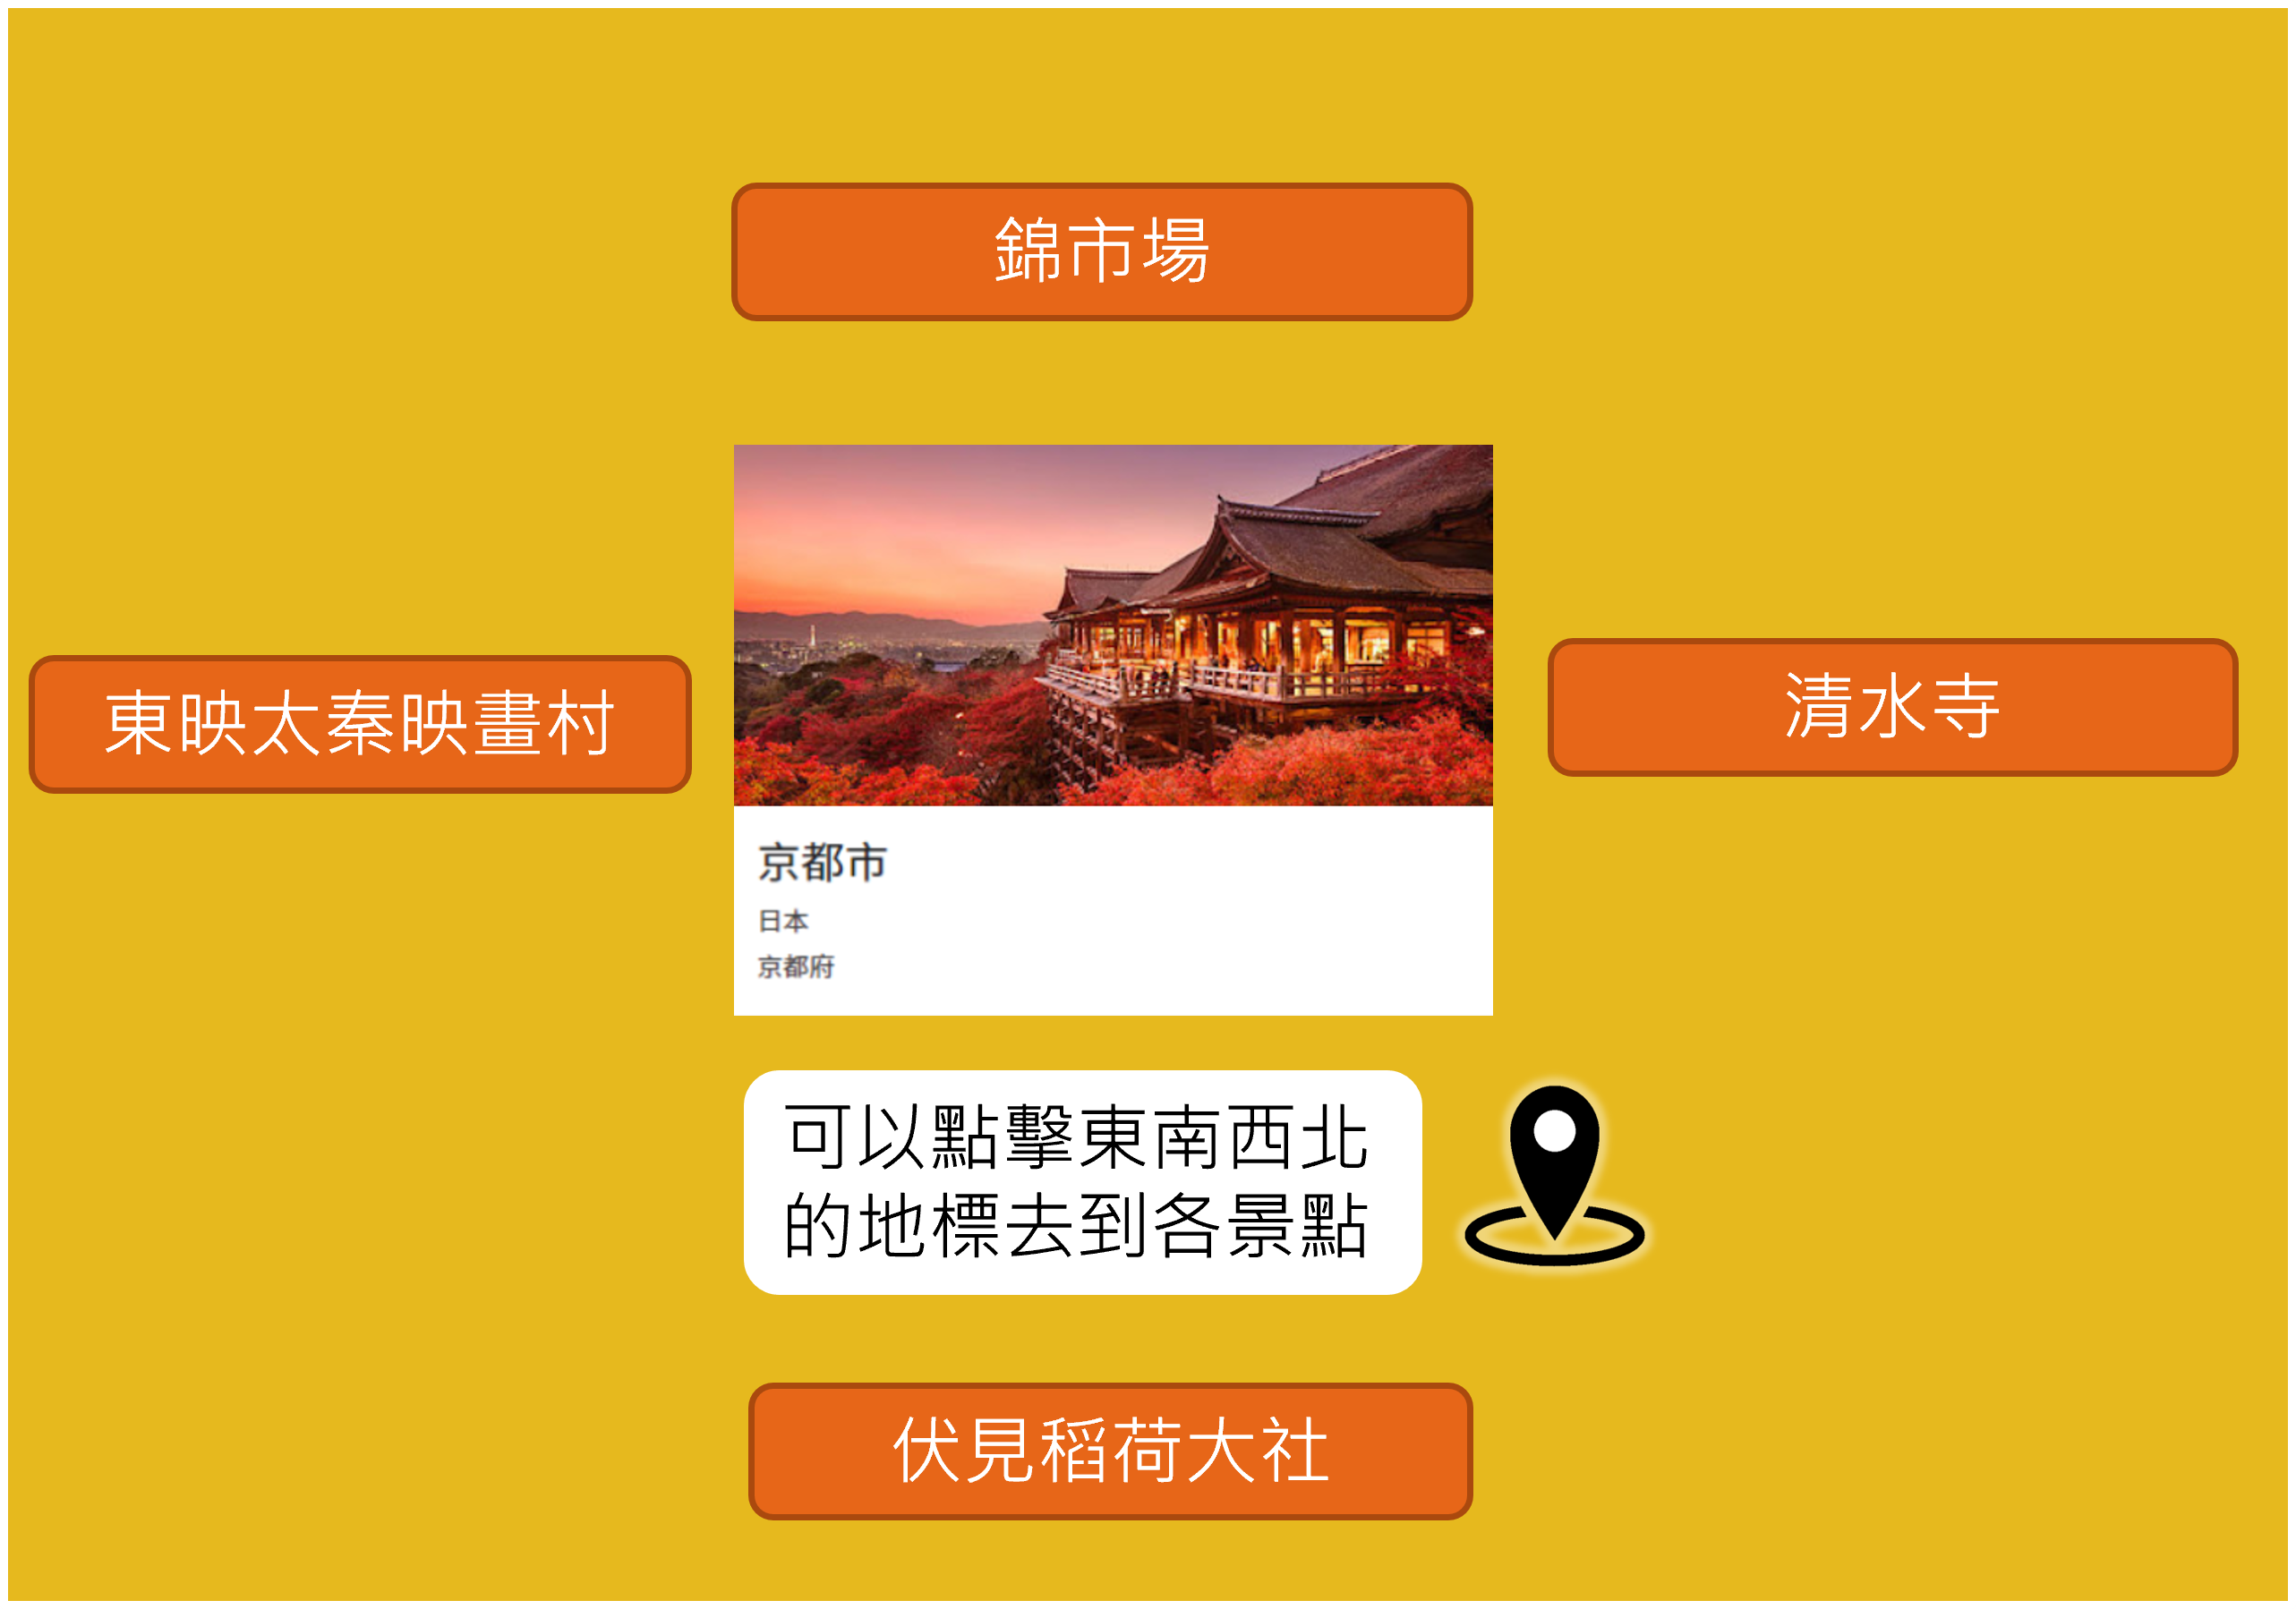 錦市場
東映太秦映畫村
清水寺
京都市
日本
京都府
可以點擊東南西北
的地標去到各景點
伏見稻荷大社